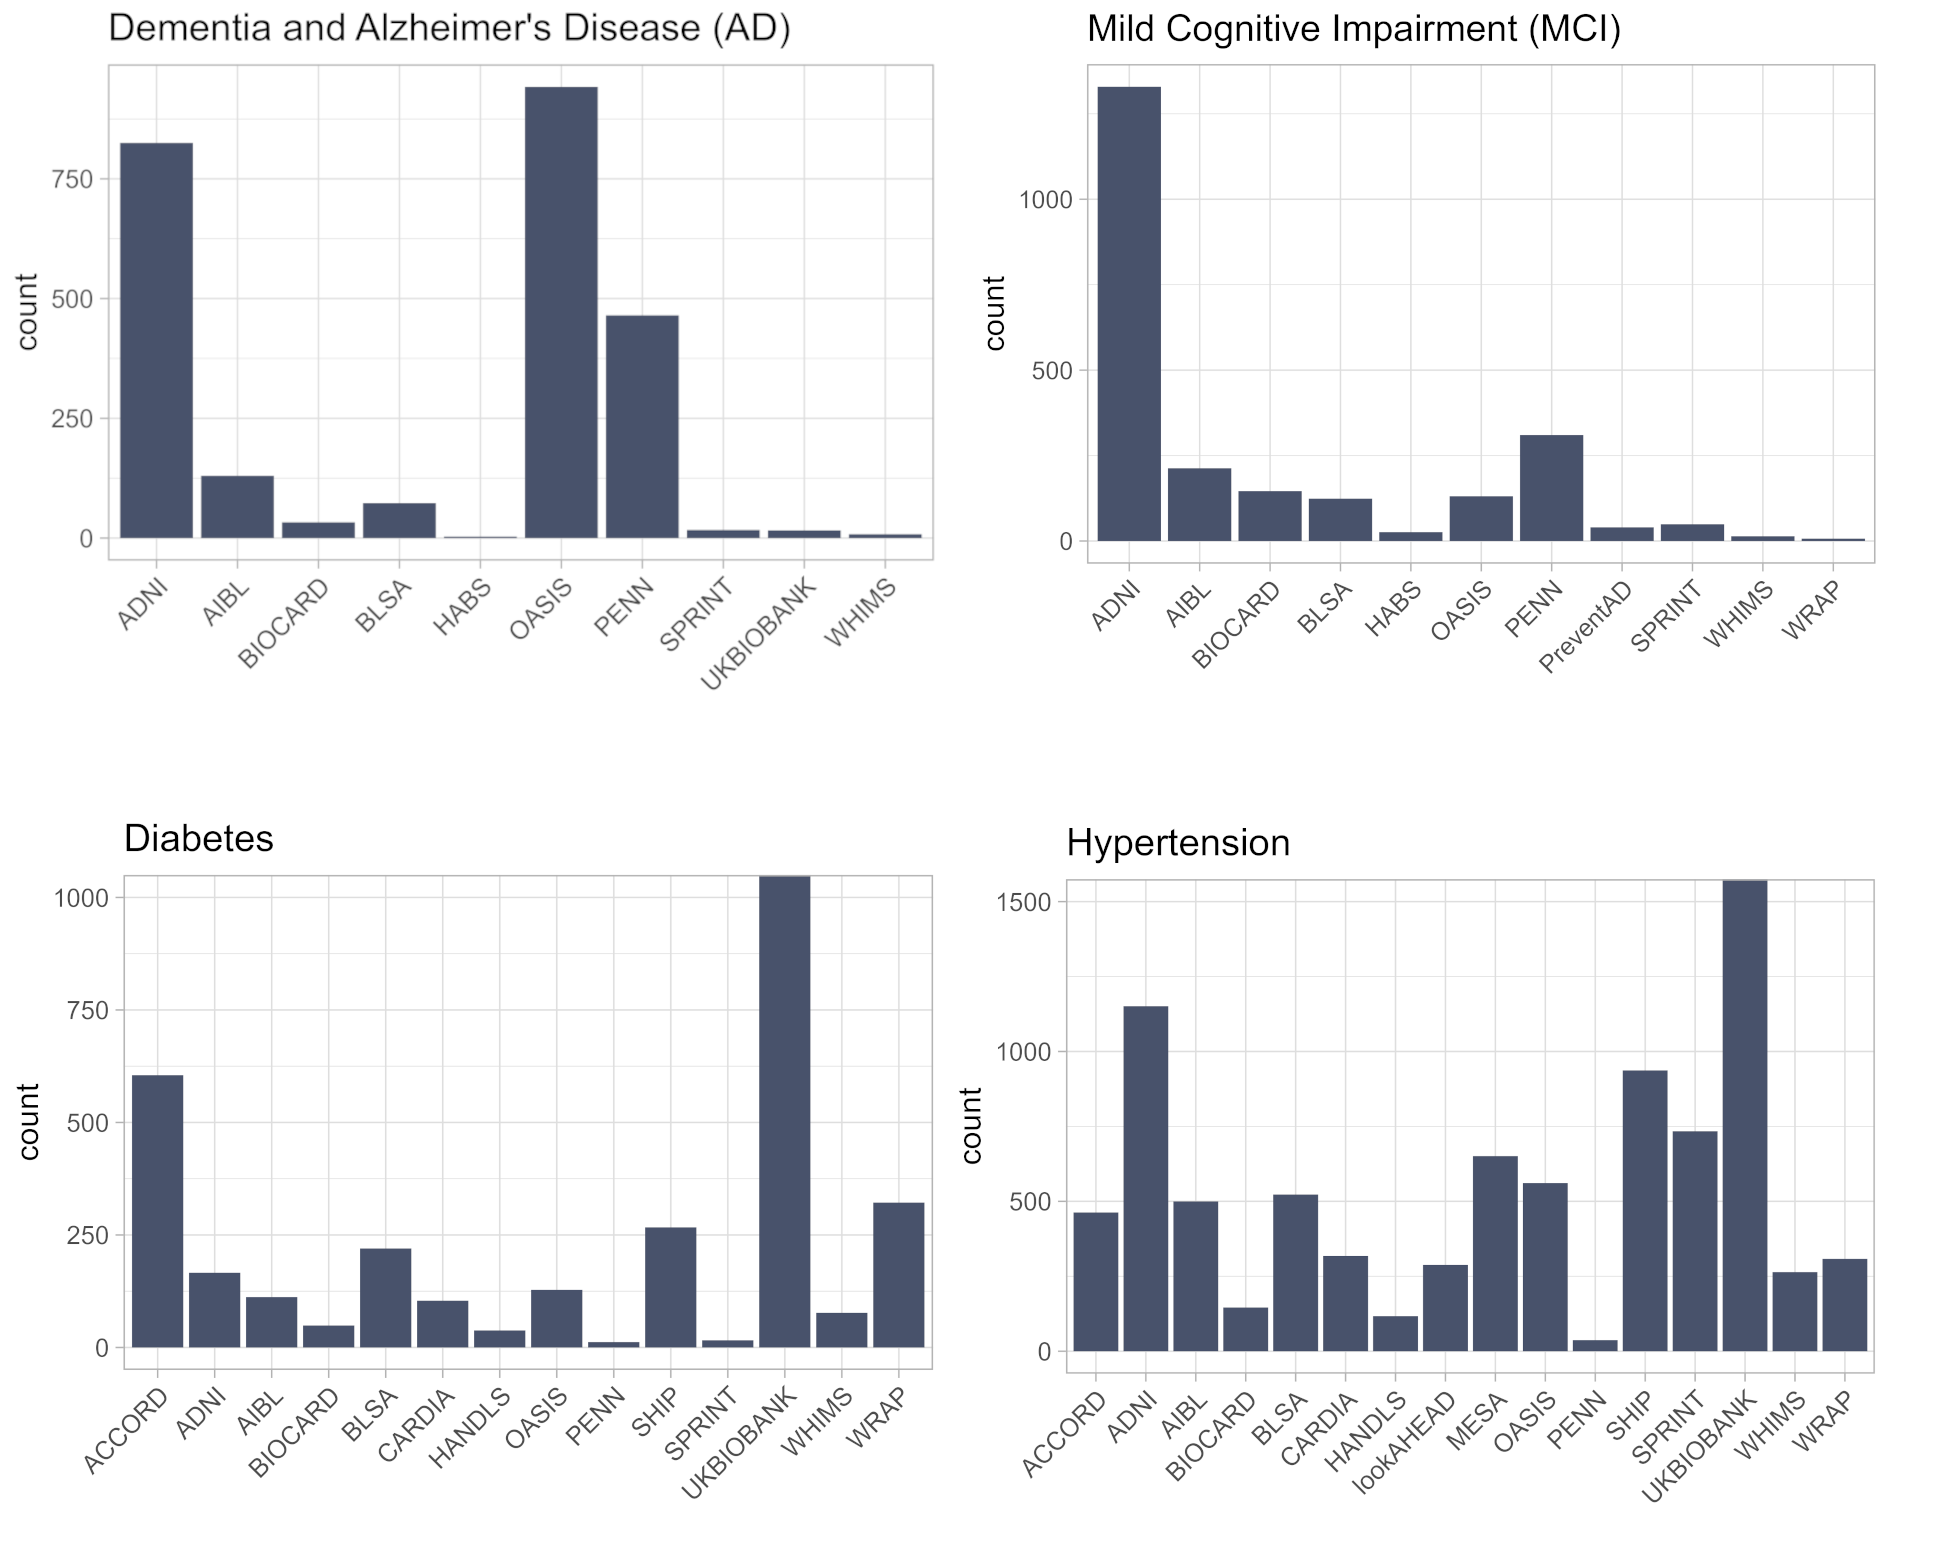 Dementia and Alzheimer's Disease (AD)
count
750
500
250
0
ADNI
AIBL
BIOCARD
BLSA
HABS
OASIS
PENN
SPRINT
UKBIOBANK
WHIMS
Mild Cognitive Impairment (MCI)
count
1000
500
0
ADNI
AIBL
BIOCARD
BLSA
HABS
OASIS
PENN
PreventAD
SPRINT
WHIMS
WRAP
Diabetes
count
1000
750
500
250
0
ACCORD
ADNI
AIBL
BIOCARD
BLSA
CARDIA
HANDLS
OASIS
PENN
SHIP
SPRINT
UKBIOBANK
WHIMS
WRAP
Hypertension
count
1500
1000
500
0
ACCORD
ADNI
AIBL
BIOCARD
BLSA
CARDIA
HANDLS
lookAHEAD
MESA
OASIS
PENN
SHIP
SPRINT
UKBIOBANK
WHIMS
WRAP